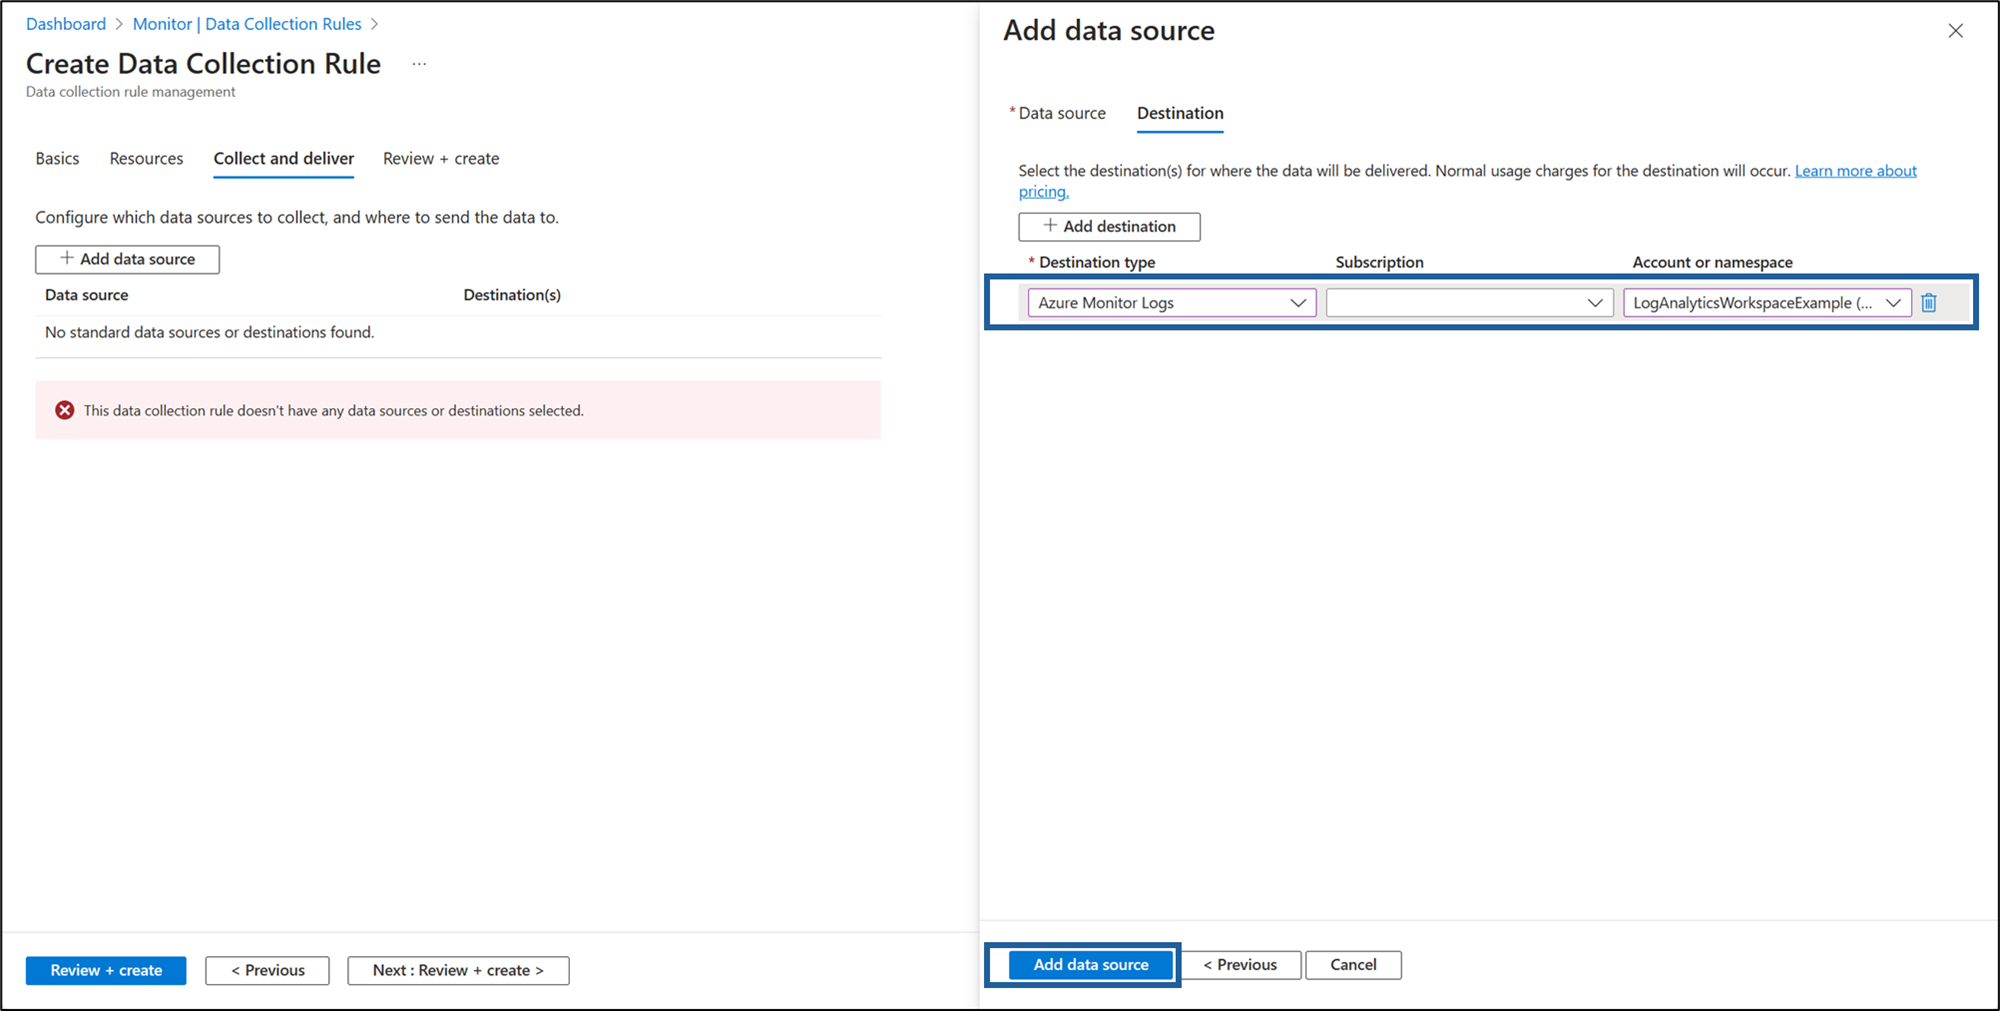 Dashboard > Monitor | Data Collection Rules >
Create Data Collection Rule ...
Data collection rule management
Basics Resources Collect and deliver Review + create
Configure which data sources to collect, and where to send the data to.
+ Add data source
Data source Destination(s)
No standard data sources or destinations found.
This data collection rule doesn't have any data sources or destinations selected.
Review + create < Previous Next : Review + create >
Add data source
* Data source Destination
Select the destination(s) for where the data will be delivered. Normal usage charges for the destination will occur. Learn more about
pricing.
+ Add destination
* Destination type Subscription Account or namespace
Azure Monitor Logs LogAnalyticsWorkspaceExample (...
Add data source < Previous Cancel